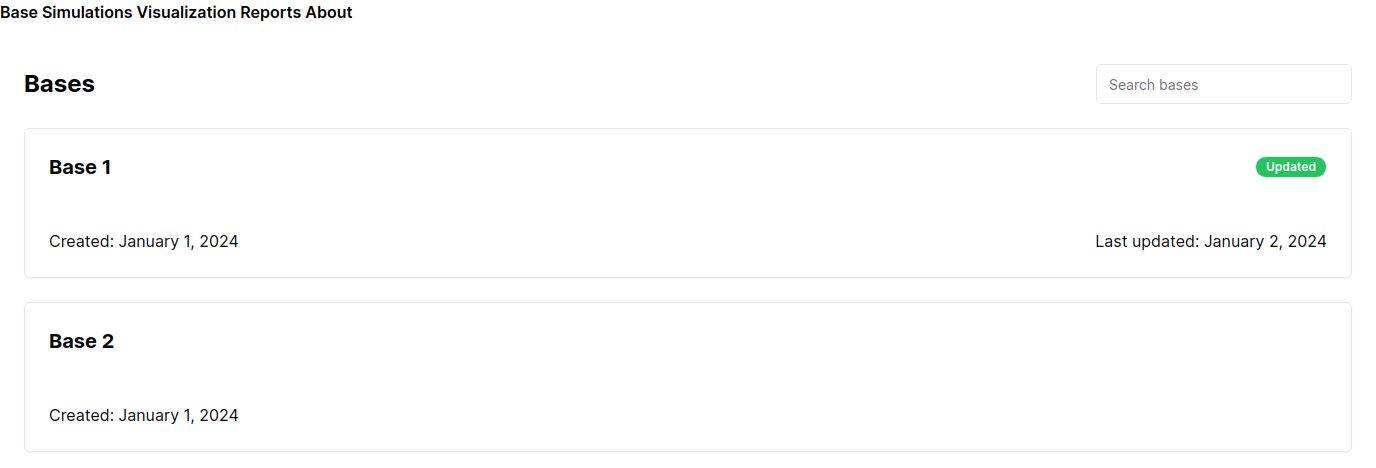 Base Simulations Visualization Reports About
Bases
Search bases
Base 1
Updated
Created: January 1, 2024
Last updated: January 2, 2024
Base 2
Created: January 1, 2024